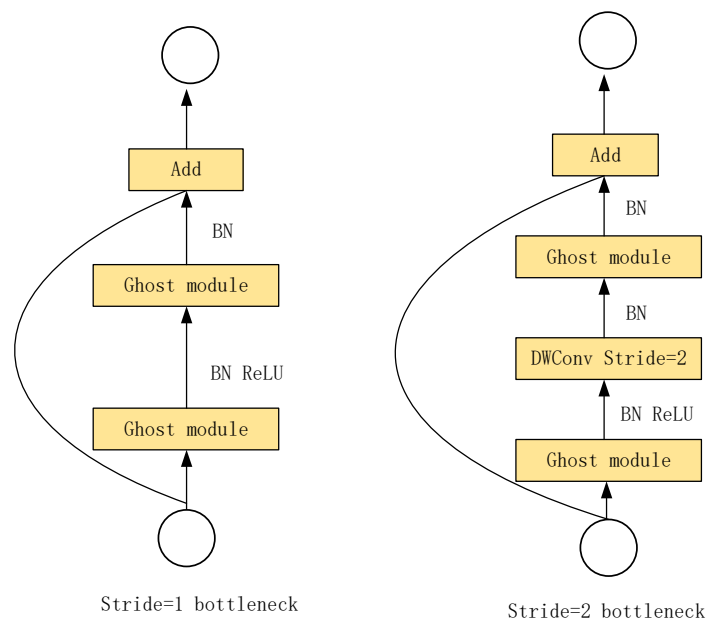 Add
BN
Ghost module
BN ReLU
Ghost module
Stride=1 bottleneck
Add
BN
Ghost module
BN
DWConv Stride=2
BN ReLU
Ghost module
Stride=2 bottleneck